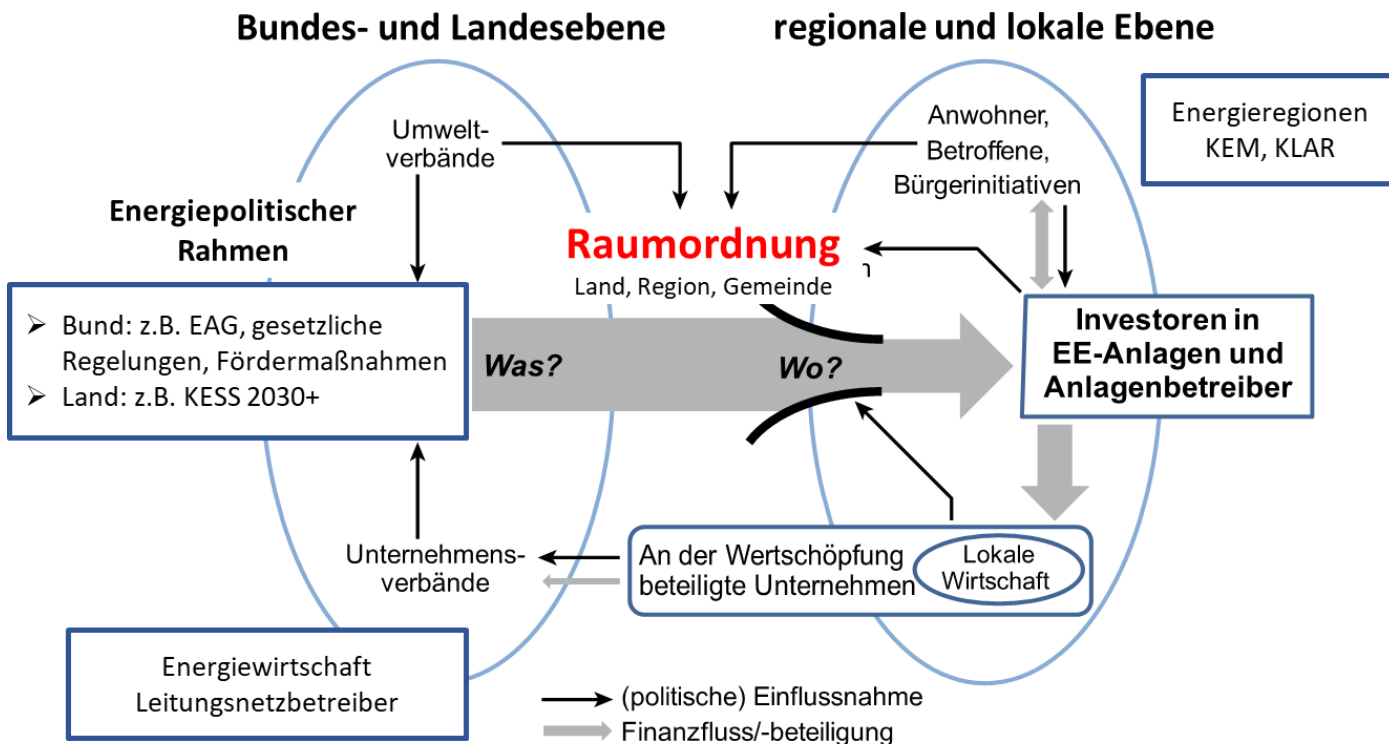 Bundes- und Landesebene
regionale und lokale Ebene
Energieregionen
KEM, KLAR
Umwelt-
verbände
Anwohner,
Betroffene,
Bürgerinitiativen
Energiepolitischer
Rahmen
Raumordnung
Land, Region, Gemeinde
➢ Bund: z.B. EAG, gesetzliche
Regelungen, Fördermaßnahmen
➢ Land: z.B. KESS 2030+
Was?
Wo?
Investoren in
EE-Anlagen und
Anlagenbetreiber
Unternehmens-
verbände
An der Wertschöpfung
beteiligte Unternehmen
Lokale
Wirtschaft
Energiewirtschaft
Leitungsnetzbetreiber
(politische) Einflussnahme
Finanzfluss/-beteiligung